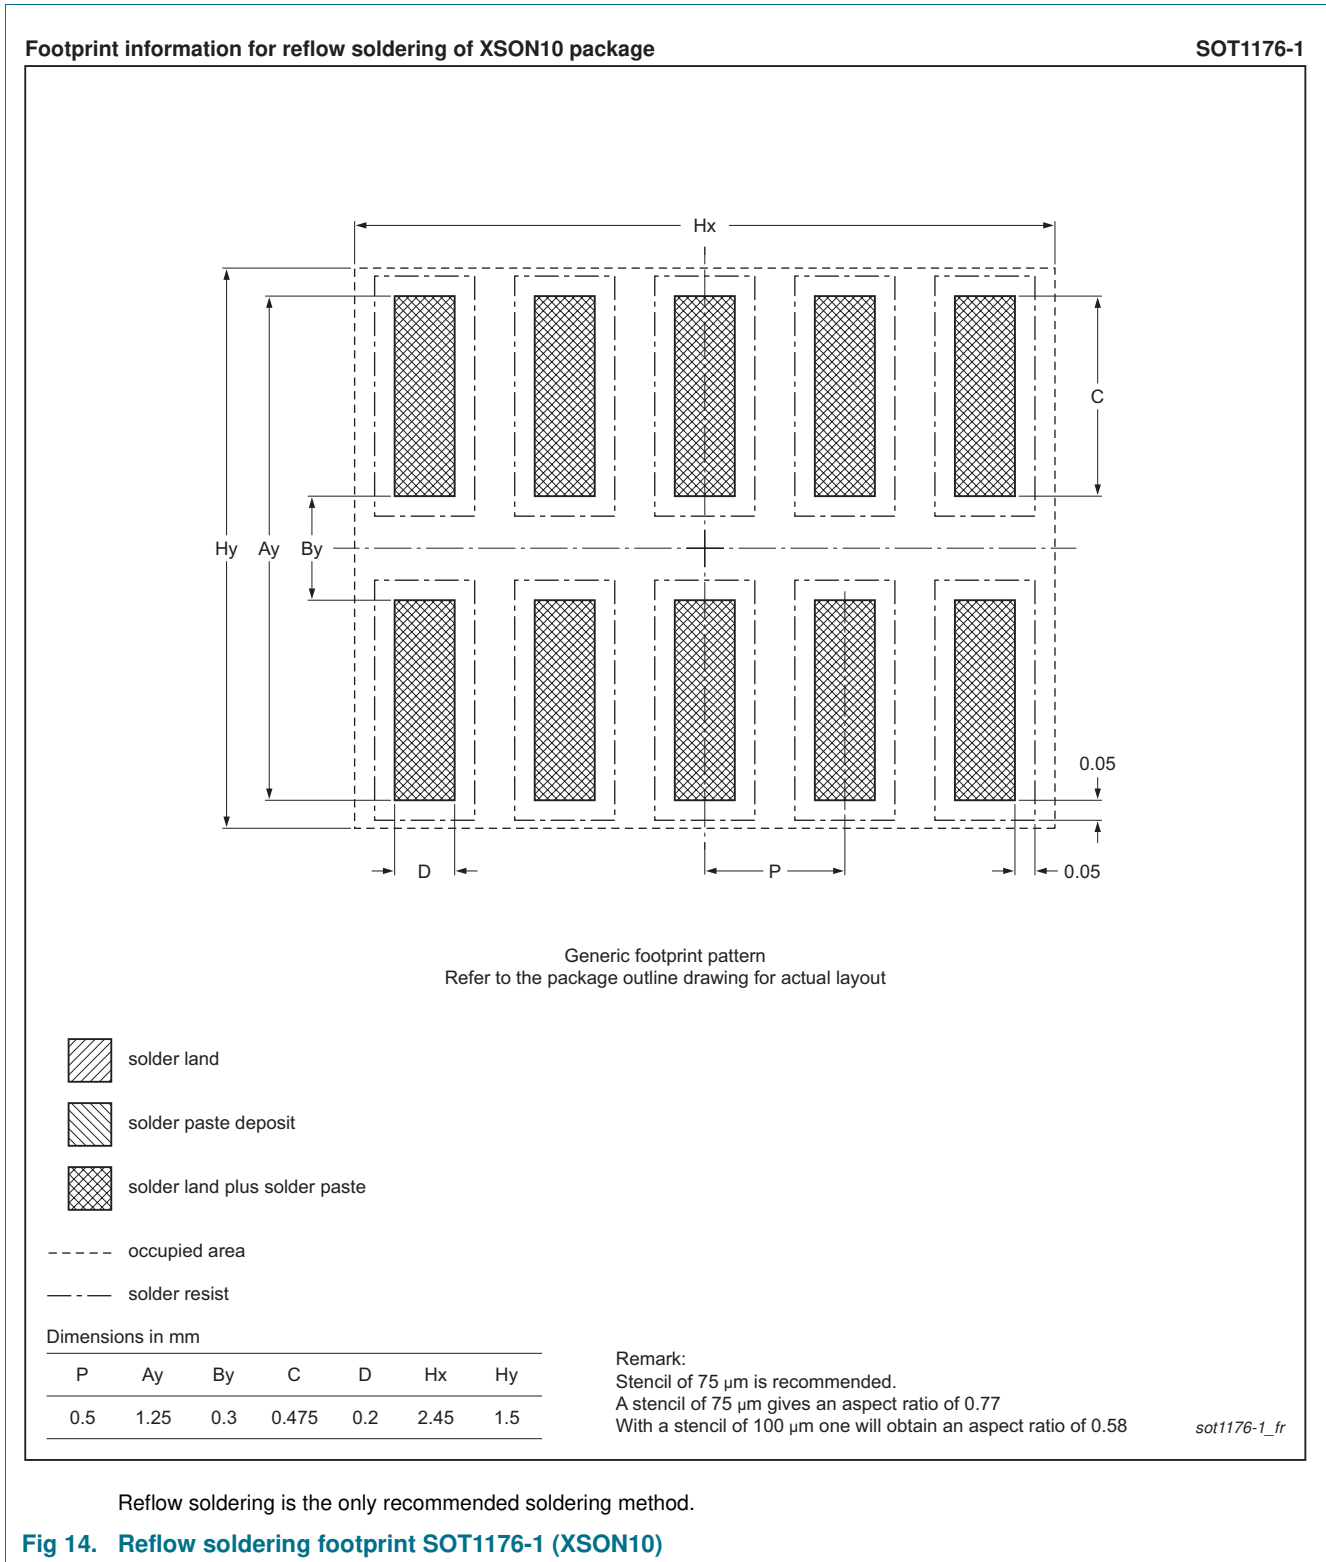 Footprint information for reflow soldering of XSON10 package SOT1176-1
Hx
C
Hy Ay By
0.05
D P 0.05
Generic footprint pattern
Refer to the package outline drawing for actual layout
solder land
solder paste deposit
solder land plus solder paste
occupied area
solder resist
Dimensions in mm
P Ay By C D Hx Hy
0.5 1.25 0.3 0.475 0.2 2.45 1.5
Remark:
Stencil of 75 μm is recommended.
A stencil of 75 μm gives an aspect ratio of 0.77
With a stencil of 100 μm one will obtain an aspect ratio of 0.58
sot1176-1_fr
Reflow soldering is the only recommended soldering method.
Fig 14. Reflow soldering footprint SOT1176-1 (XSON10)